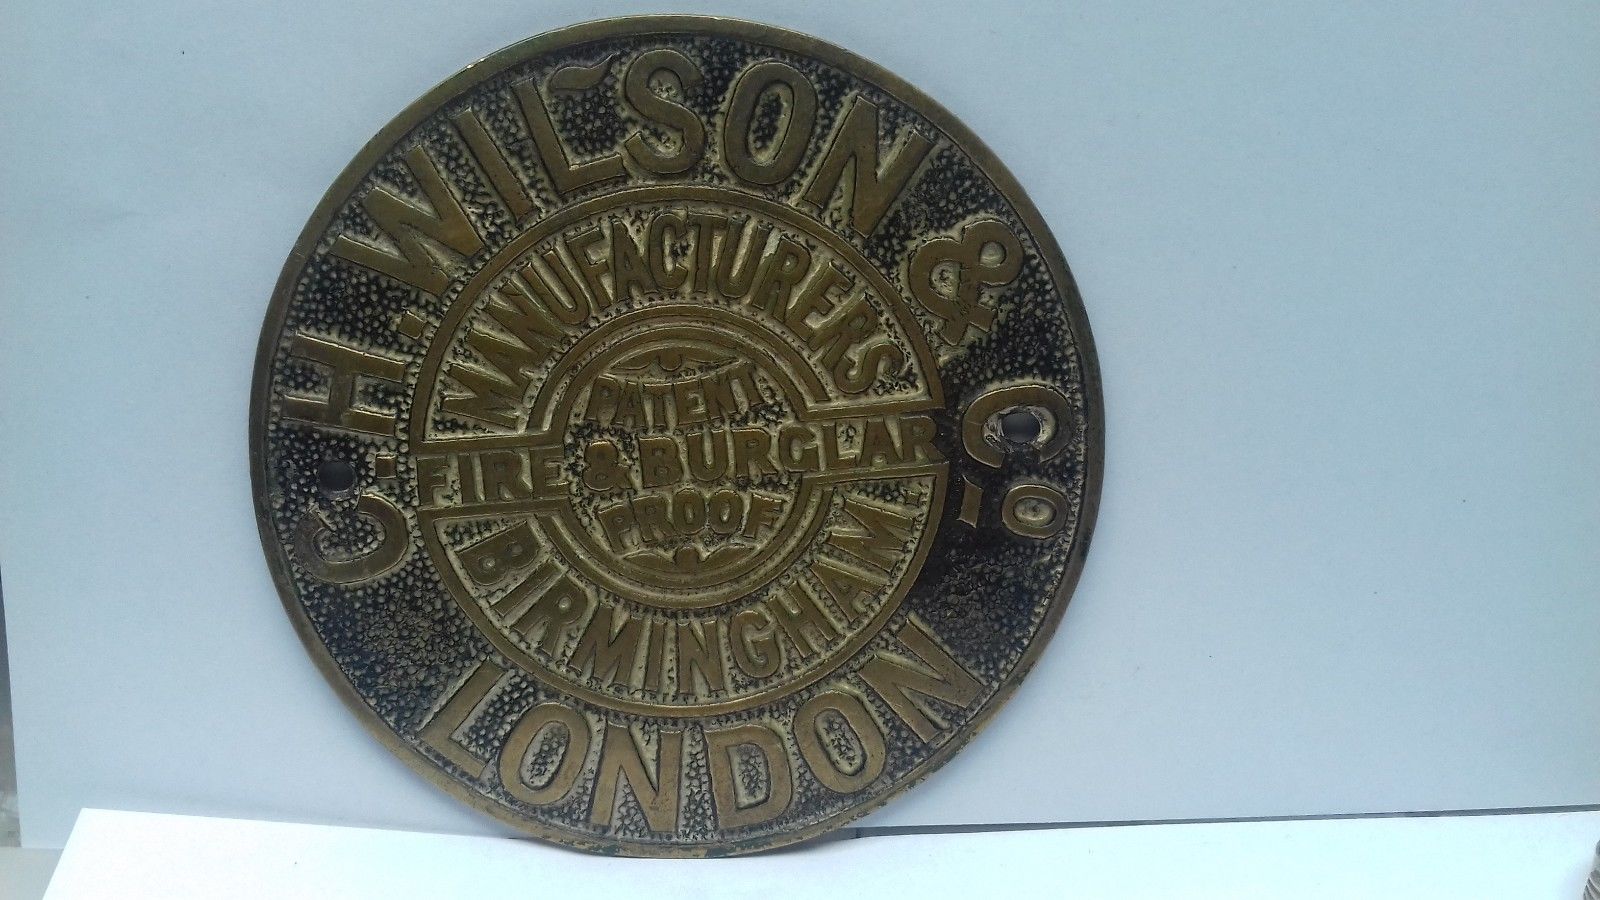 C.H.WILSON & Co
LONDON
MANUFACTURERS
PATENT
FIRE & BURGLAR
PROOF
BIRMINGHAM.